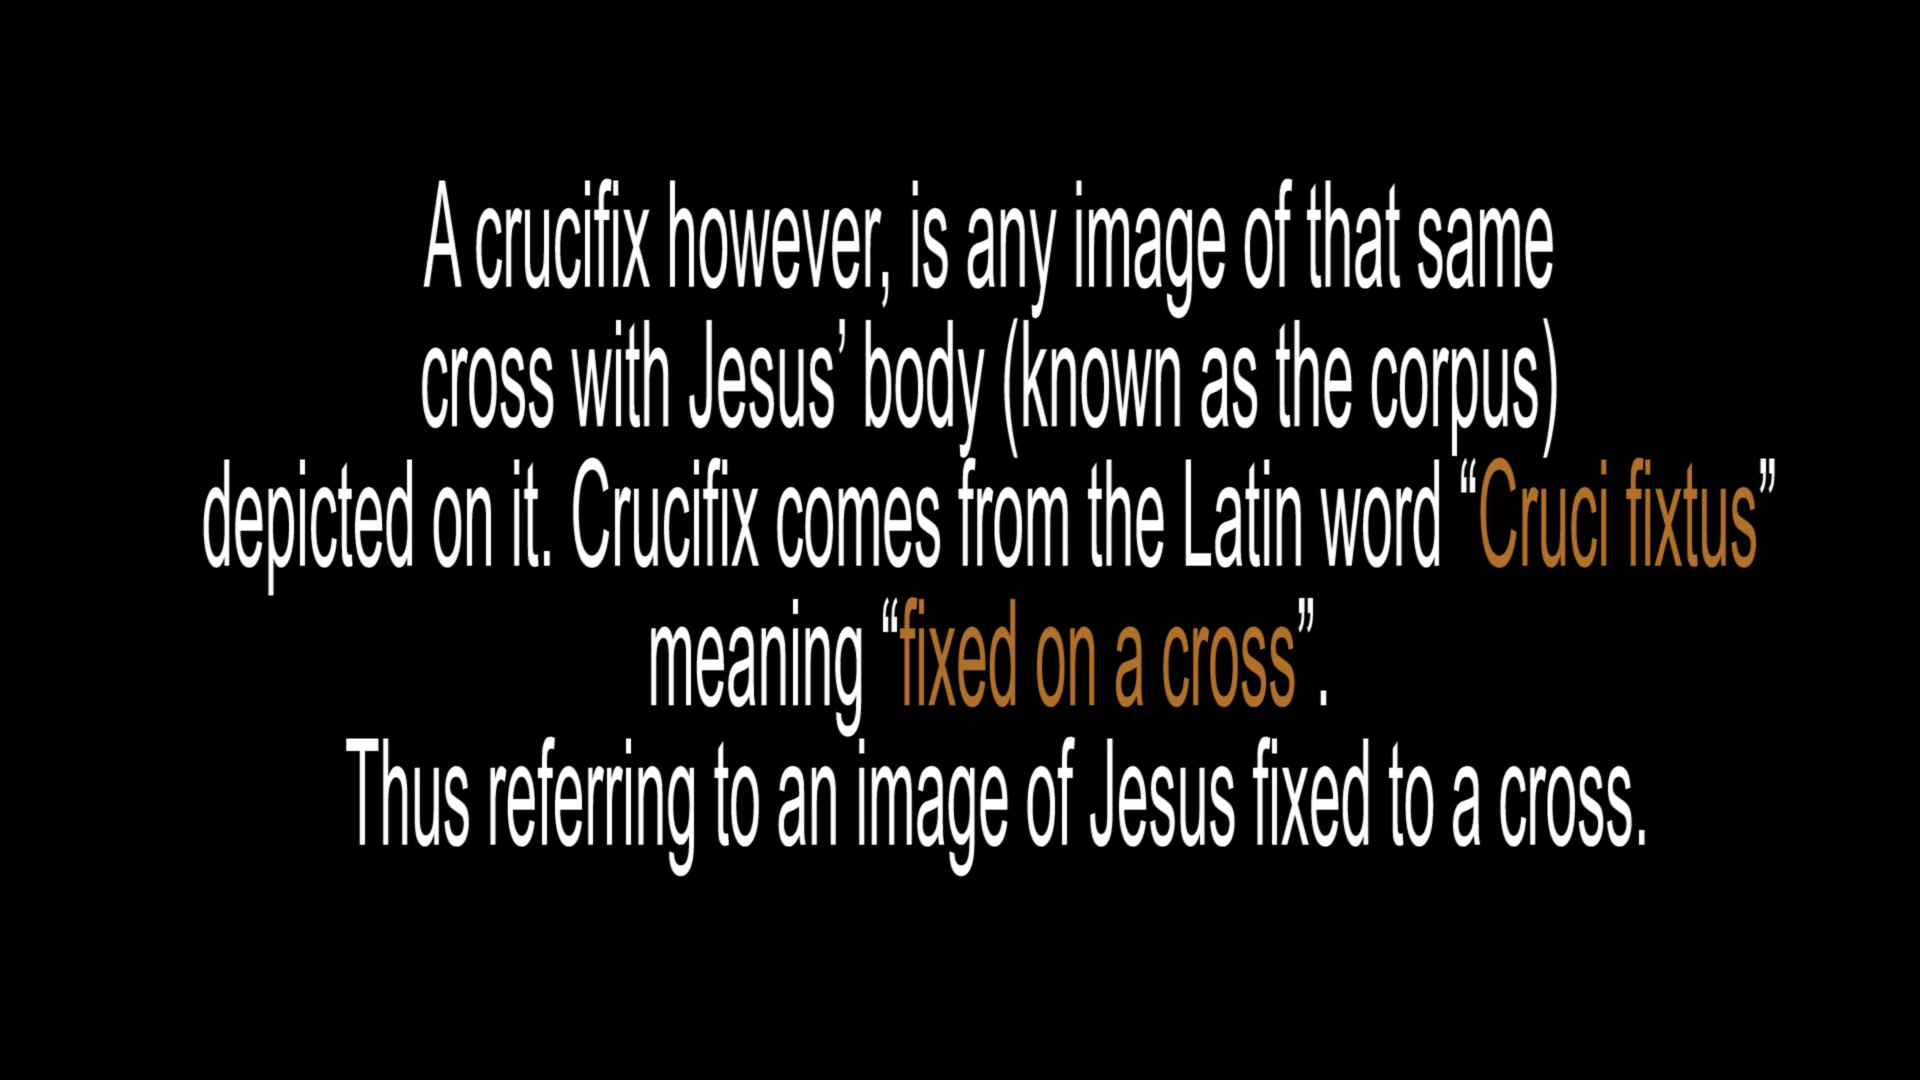 A crucifix however, is any image of that same
cross with Jesus’ body (known as the corpus)
depicted on it. Crucifix comes from the Latin word “Cruci fixtus”
meaning “fixed on a cross” .
Thus referring to an image of Jesus fixed to a cross.